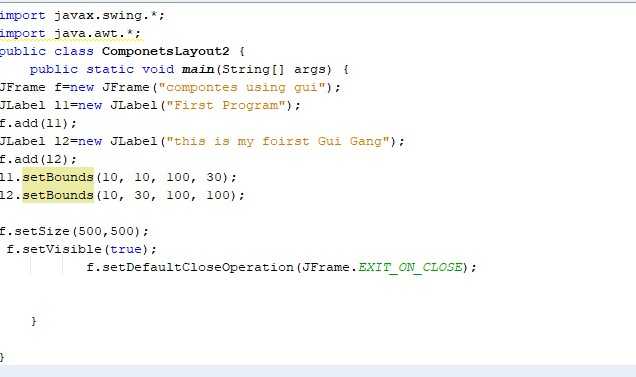 import javax.swing.*;
import java.awt.*;
public class ComponetsLayout2 {
public static void main(String[] args) {
JFrame f=new JFrame("compontes using gui");
JLabel l1=new JLabel("First Program");
f.add(l1);
JLabel l2=new JLabel("this is my foirst Gui Gang");
f.add(l2);
l1.setBounds(10, 10, 100, 30);
l2.setBounds(10, 30, 100, 100);
f.setSize(500,500);
f.setVisible(true);
f.setDefaultCloseOperation(JFrame.EXIT_ON_CLOSE);
}
}